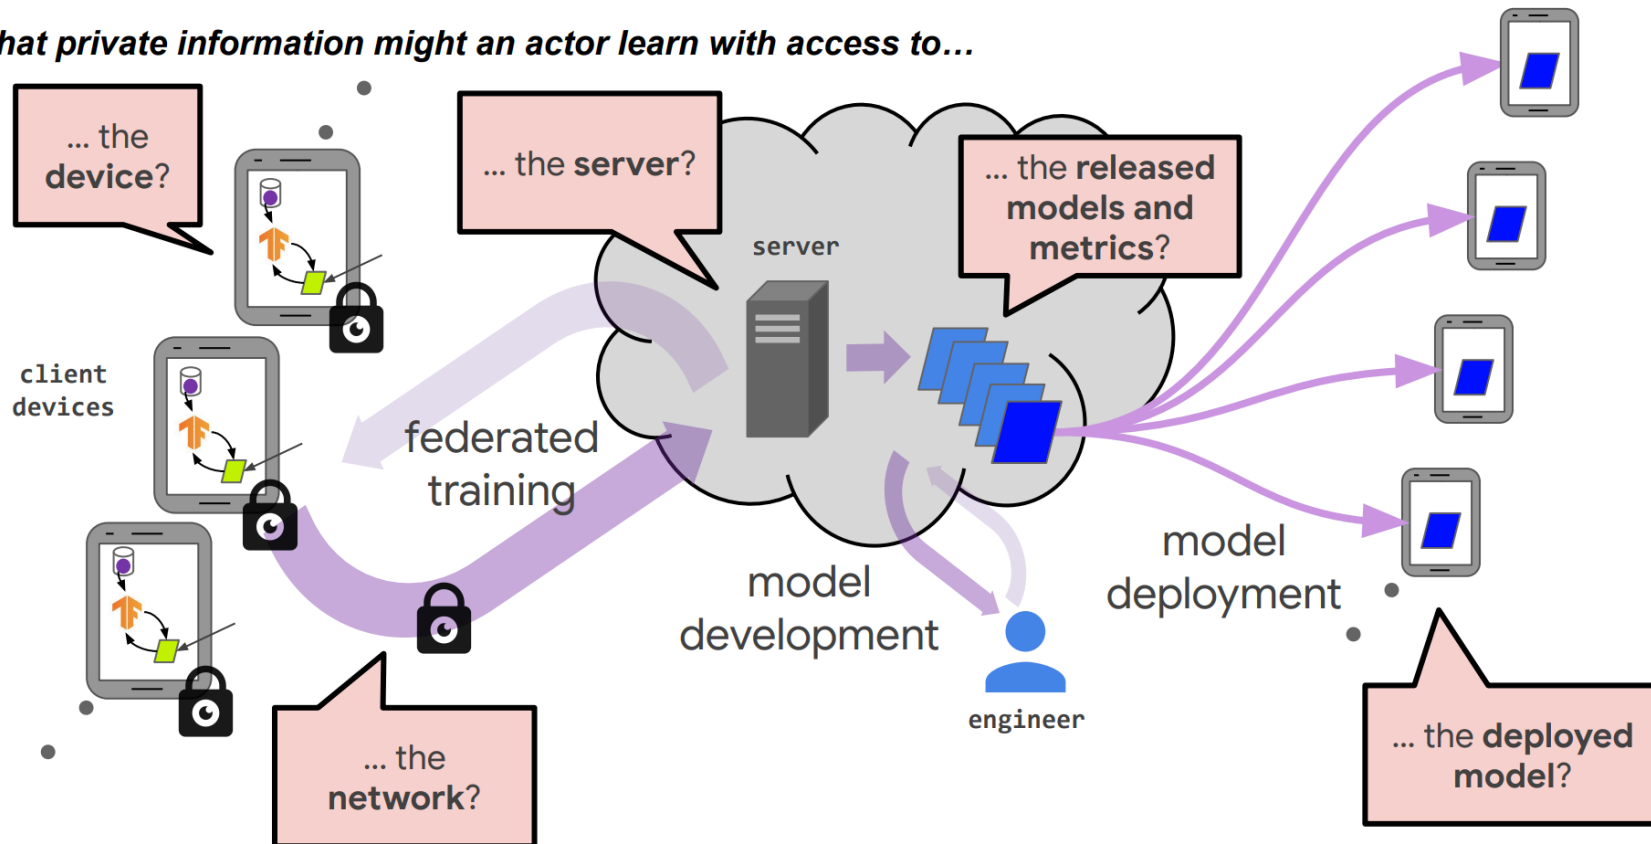 hat private information might an actor learn with access to…
... the
device?
... the server?
... the released
models and
metrics?
server
client
devices
federated
training
model
development
model
deployment
engineer
... the
network?
... the deployed
model?